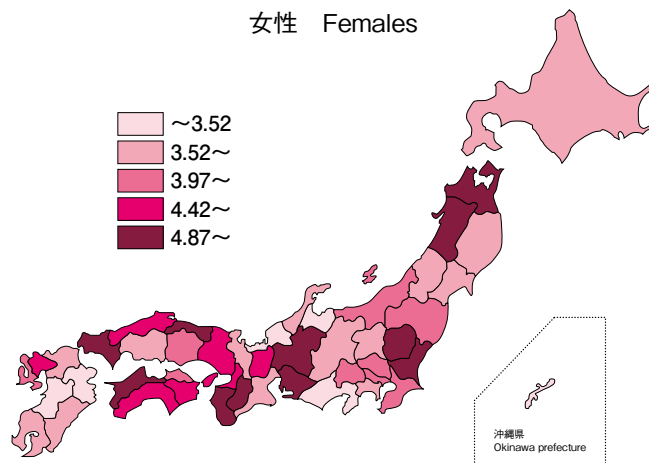 女性 Females
～3.52
3.52～
3.97～
4.42～
4.87～
沖縄県
Okinawa prefecture